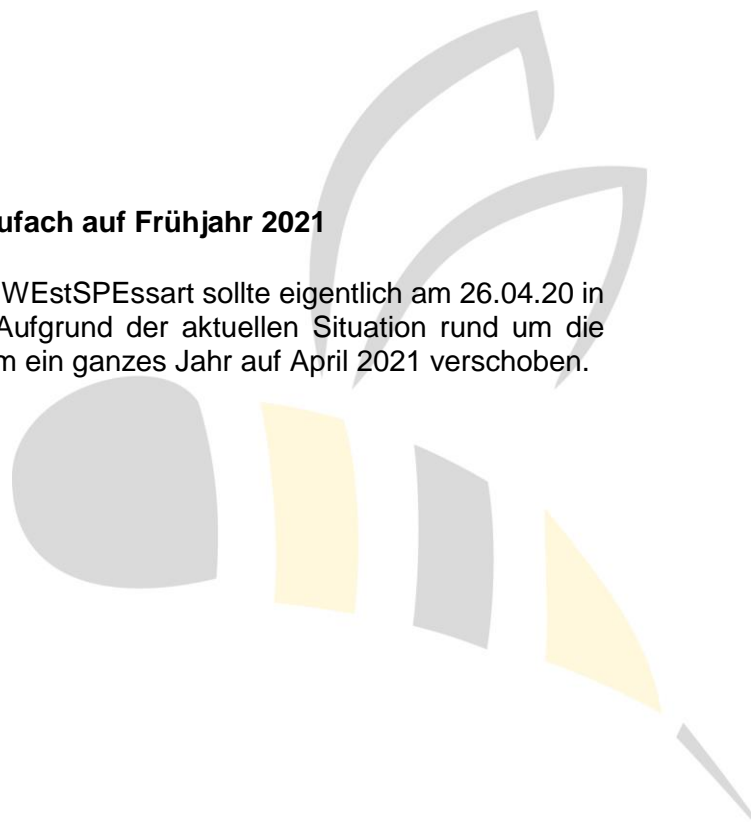 ufach auf Frühjahr 2021
WEstSPEssart sollte eigentlich am 26.04.20 in
Aufgrund der aktuellen Situation rund um die
m ein ganzes Jahr auf April 2021 verschoben.